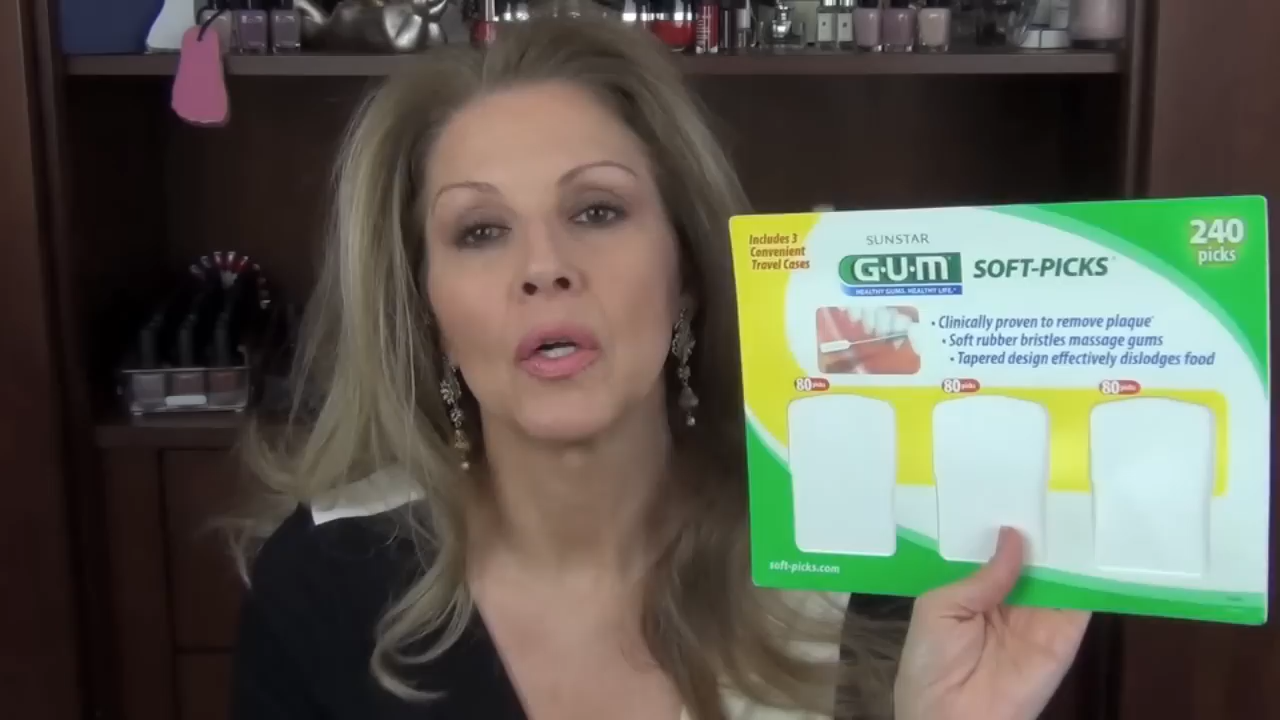 Includes 3
Convenient
Travel Cases
SUNSTAR
G·U·M
HEALTHY GUMS. HEALTHY LIFE.
SOFT-PICKS
240
picks
• Clinically proven to remove plaque
• Soft rubber bristles massage gums
• Tapered design effectively dislodges food
80 picks
80 picks
80 picks
soft-picks.com